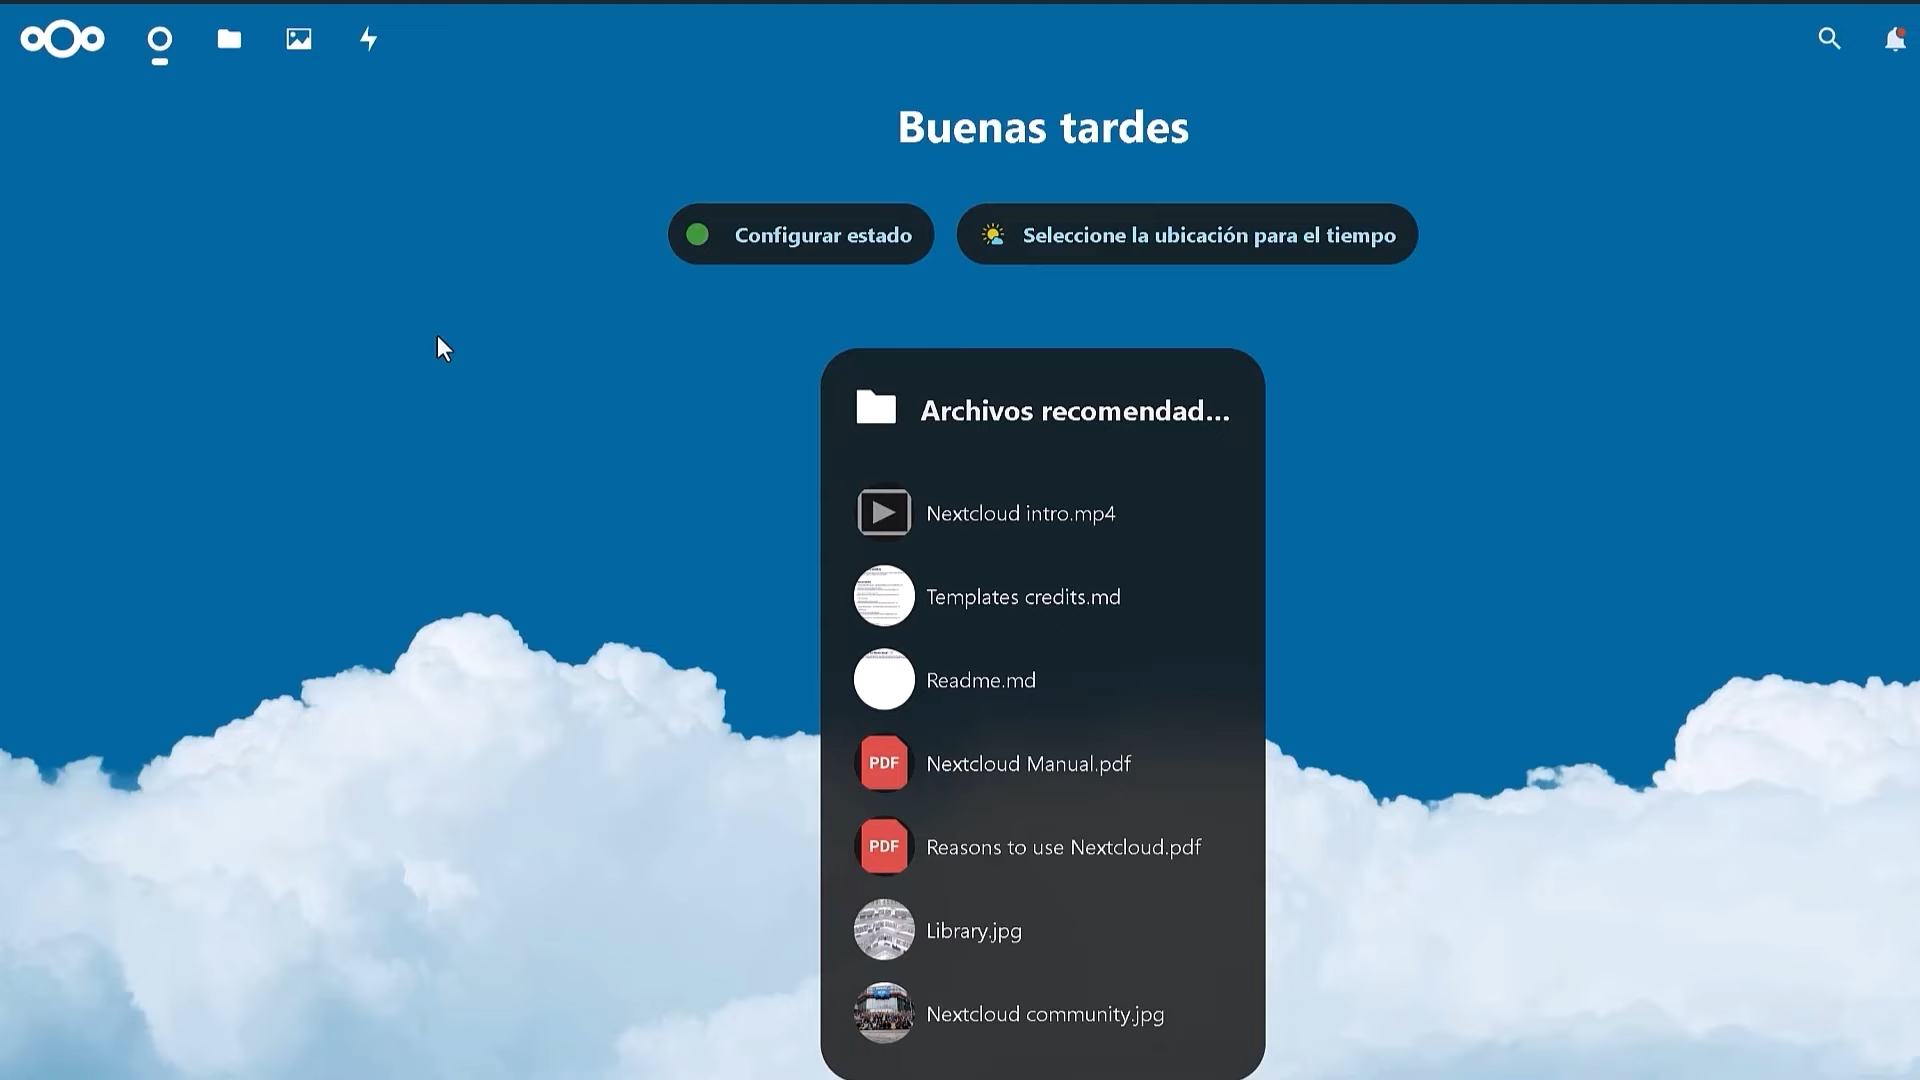 Buenas tardes
Configurar estado
Seleccione la ubicación para el tiempo
Archivos recomendad...
Nextcloud intro.mp4
Templates credits.md
Readme.md
PDF
Nextcloud Manual.pdf
PDF
Reasons to use Nextcloud.pdf
Library.jpg
Nextcloud community.jpg